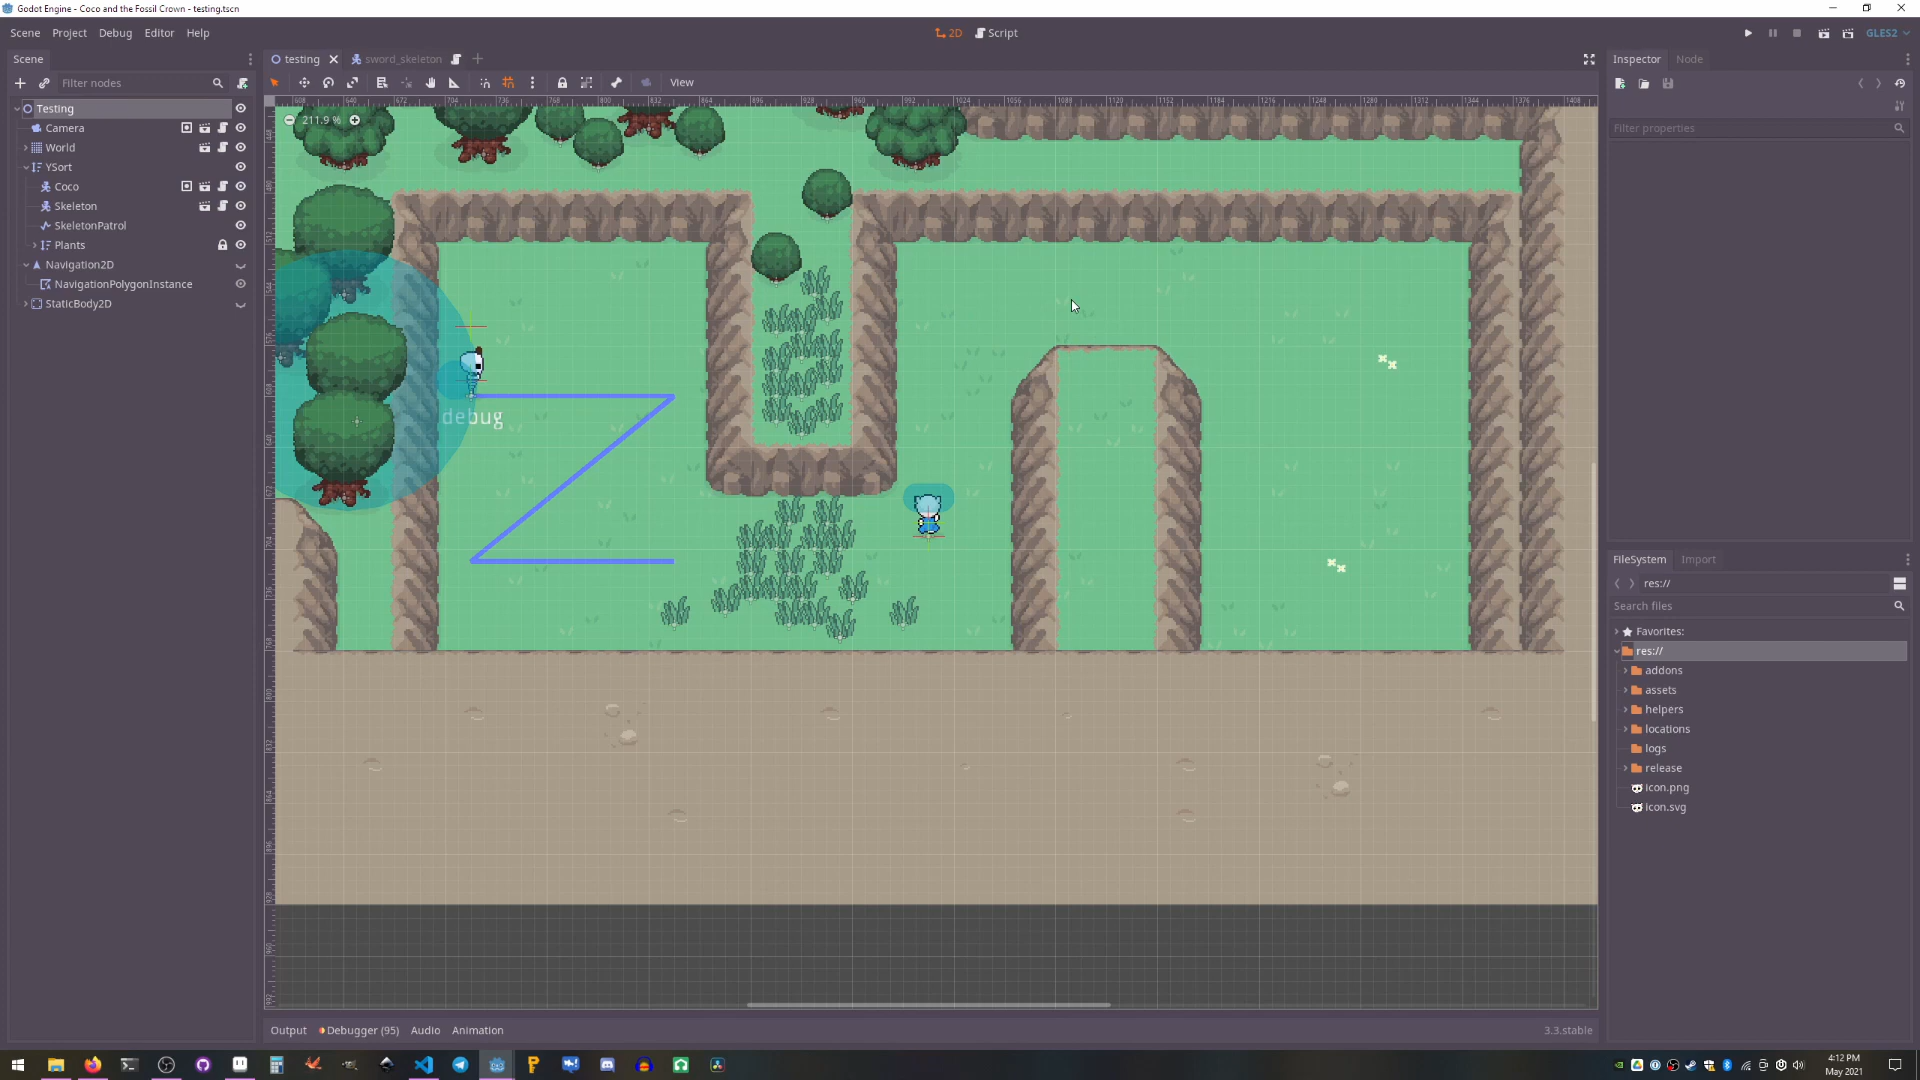 Godot Engine - Coco and the Fossil Crown - testing.tscn
Scene Project Debug Editor Help
2D Script
GLES2
Scene
testing sword_skeleton
Inspector Node
Filter nodes
View
Testing
Camera
World
YSort
Coco
Skeleton
SkeletonPatrol
Plants
Navigation2D
NavigationPolygonInstance
StaticBody2D
211.9 %
debug
Filter properties
FileSystem Import
res://
Search files
Favorites:
res://
addons
assets
helpers
locations
logs
release
icon.png
icon.svg
Output Debugger (95) Audio Animation
3.3.stable
4:12 PM
May 2021